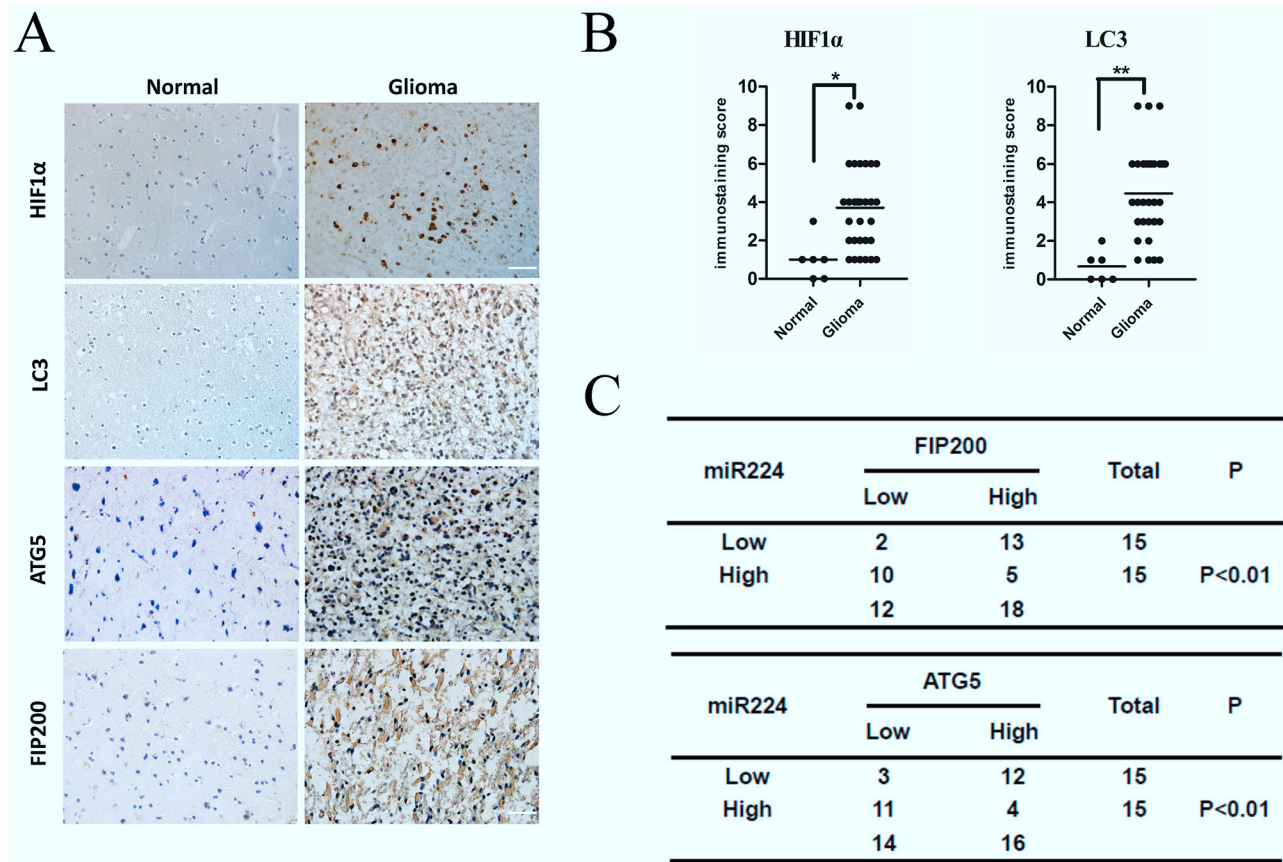 A
Normal Glioma
HIF1α
LC3
ATG5
FIP200
B
HIF1α
immunostaining score
10
8
6
4
2
0
*
Normal
Glioma
LC3
immunostaining score
10
8
6
4
2
0
**
Normal
Glioma
C
FIP200
miR224 Total P
Low High
Low 2 13 15
High 10 5 15 P<0.01
12 18
ATG5
miR224 Total P
Low High
Low 3 12 15
High 11 4 15 P<0.01
14 16